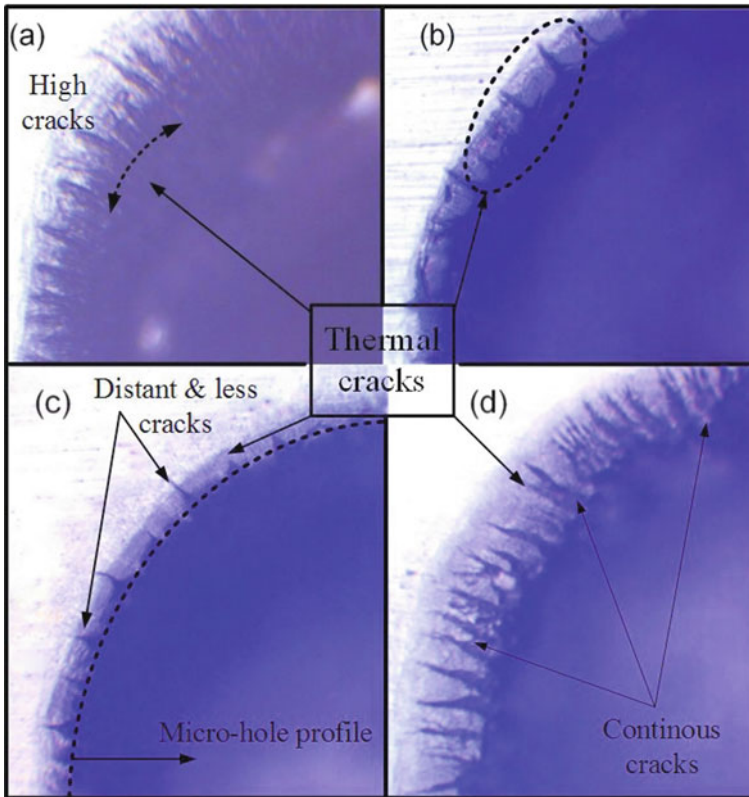 (a)
High
cracks
(b)
Thermal
cracks
(c)
Distant & less
cracks
Micro-hole profile
(d)
Continous
cracks